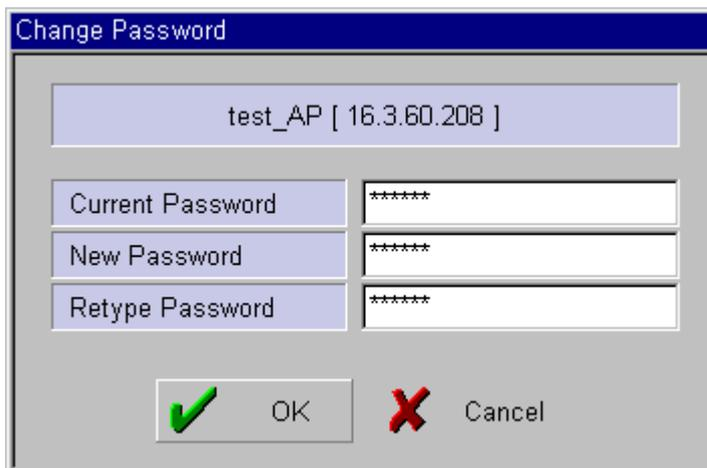 Change Password
test_AP [ 16.3.60.208 ]
Current Password ******
New Password ******
Retype Password ******
OK Cancel